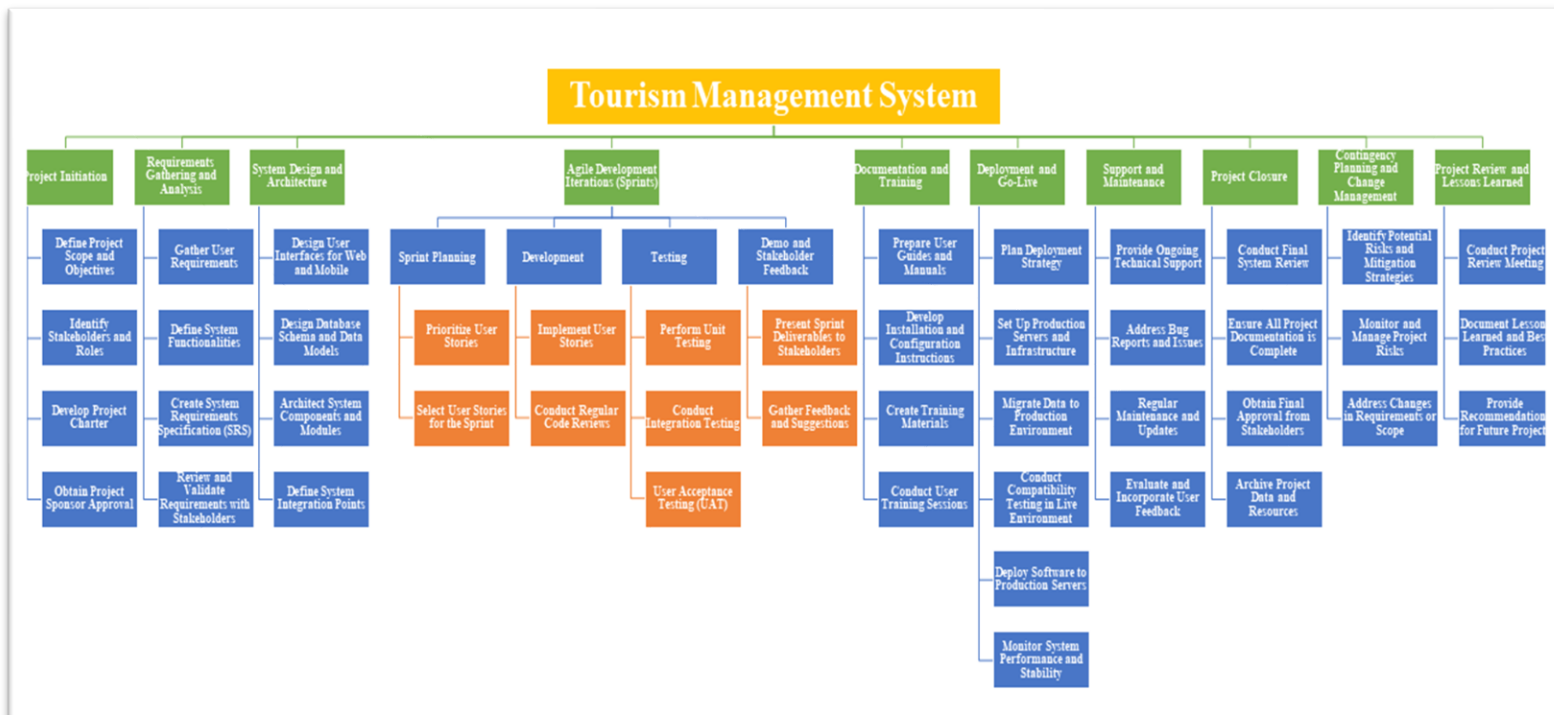 Tourism Management System
Project Initiation
Define Project
Scope and Objectives
Identify
Stakeholders and
Roles
Develop Project
Charter
Obtain Project
Sponsor Approval
Requirements
Gathering and
Analysis
Gather User
Requirements
Define System
Functionalities
Create System
Requirements
Specification (SRS)
Review and
Validate
Requirements with
Stakeholders
System Design and
Architecture
Design User
Interfaces for Web
and Mobile
Design Database
Schema and Data
Models
Architect System
Components and
Modules
Define System
Integration Points
Agile Development
Iterations (Sprints)
Sprint Planning
Prioritize User
Stories
Select User Stories
for the Sprint
Development
Implement User
Stories
Conduct Regular
Code Reviews
Testing
Perform Unit
Testing
Conduct
Integration Testing
User Acceptance
Testing (UAT)
Demo and
Stakeholder
Feedback
Present Sprint
Deliverables to
Stakeholders
Gather Feedback
and Suggestions
Documentation and
Training
Prepare User
Guides and
Manuals
Develop
Installation and
Configuration
Instructions
Create Training
Materials
Conduct User
Training Sessions
Deployment and
Go-Live
Plan Deployment
Strategy
Set Up Production
Servers and
Infrastructure
Migrate Data to
Production
Environment
Conduct
Compatibility
Testing in Live
Environment
Deploy Software to
Production Servers
Monitor System
Performance and
Stability
Support and
Maintenance
Provide Ongoing
Technical Support
Address Bug
Reports and Issues
Regular
Maintenance and
Updates
Evaluate and
Incorporate User
Feedback
Project Closure
Conduct Final
System Review
Ensure All Project
Documentation is
Complete
Obtain Final
Approval from
Stakeholders
Archive Project
Data and
Resources
Contingency
Planning and
Change
Management
Identify Potential
Risks and
Mitigation
Strategies
Monitor and
Manage Project
Risks
Address Changes
in Requirements or
Scope
Project Review and
Lessons Learned
Conduct Project
Review Meeting
Document Lesson
Learned and Best
Practices
Provide
Recommendation
for Future Project